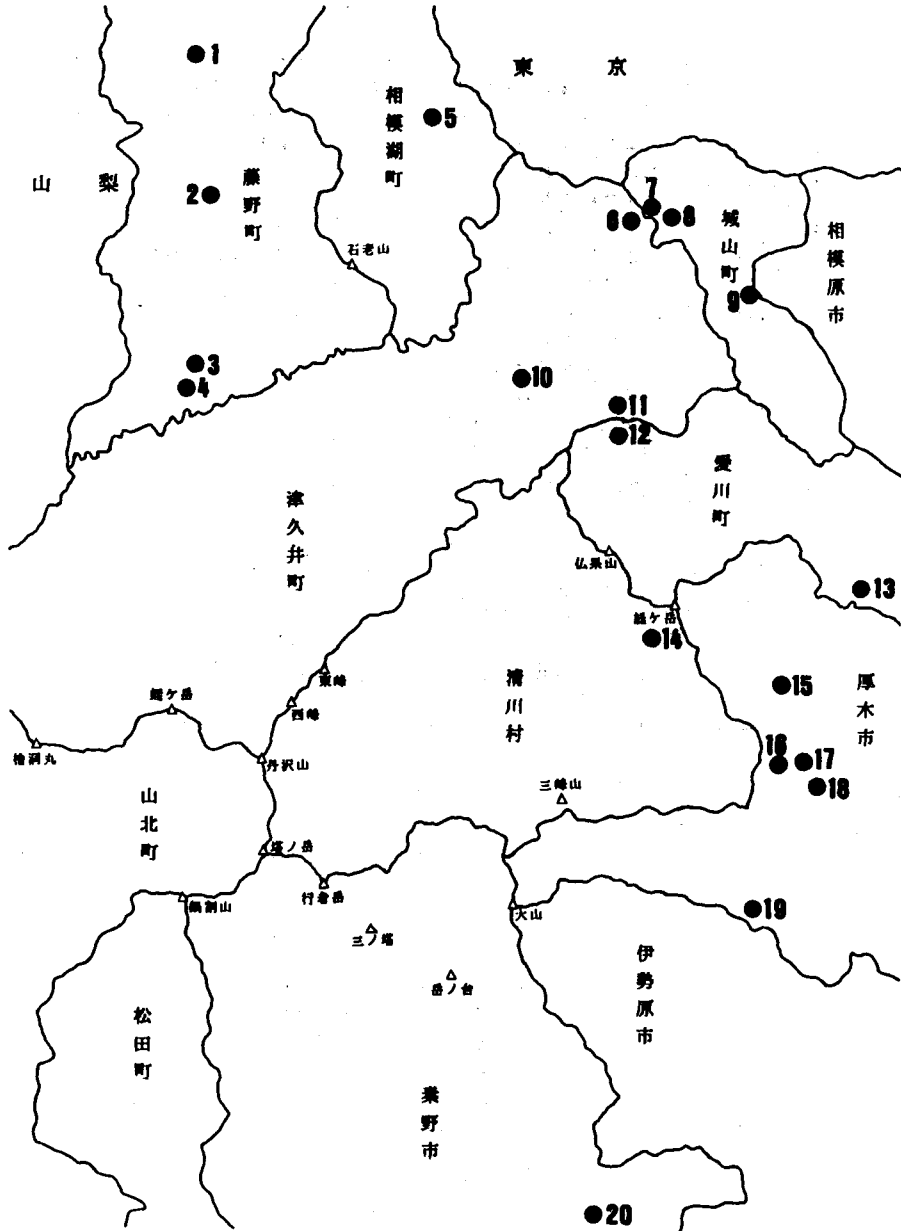 1
東京
相模湖町
5
山梨
2
藤野町
7
6
8
城山町
相模原市
石老山
9
3
4
10
11
12
愛川町
津久井町
仏果山
13
経ケ岳
14
東峰
清川村
15
厚木市
蛭ケ岳
西峰
檜洞丸
丹沢山
16
17
18
三峰山
山北町
塔ノ岳
行者岳
鍋割山
大山
19
三ノ塔
岳ノ台
伊勢原市
松田町
秦野市
20